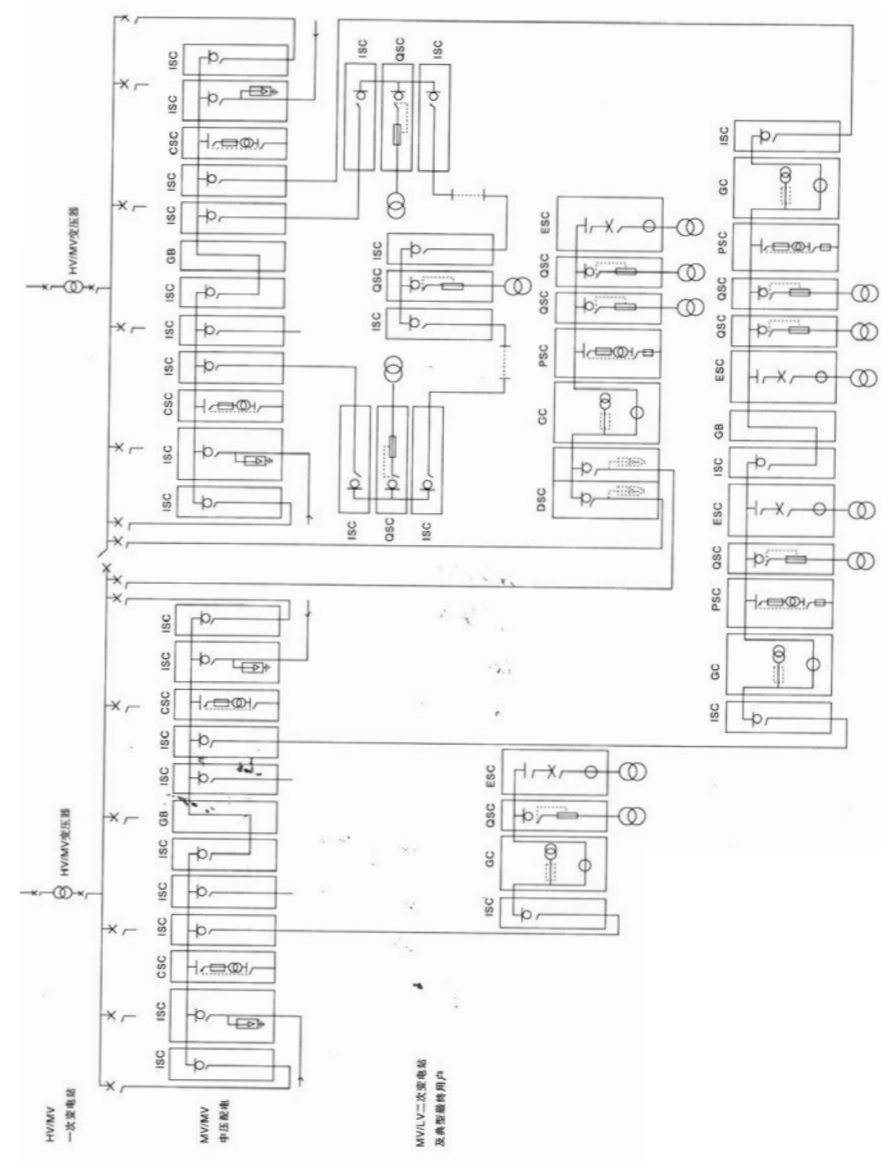 HV/MV
一次变电站
HV/MV变压器
HV/MV变压器
MV/MV
中压配电
ISC
ISC
CSC
ISC
ISC
ISC
GB
ISC
ISC
CSC
ISC
ISC
ISC
ISC
CSC
ISC
ISC
ISC
GB
ISC
ISC
CSC
ISC
ISC
MV/LV二次变电站
及典型最终用户
ISC
QSC
ISC
ISC
QSC
ISC
ISC
QSC
ISC
ISC
GC
QSC
ESC
DSC
GC
PSC
QSC
QSC
ESC
ISC
GC
PSC
QSC
ESC
ISC
GB
ESC
QSC
QSC
PSC
GC
ISC